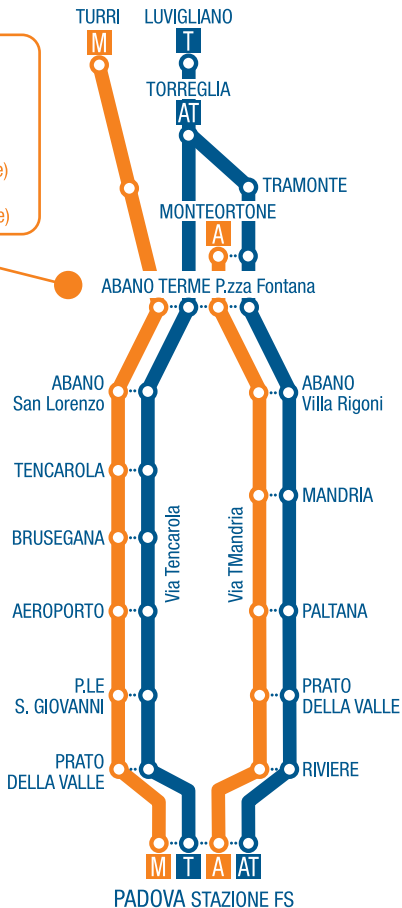 TURRI
LUVIGLIANO
M
T
TORREGLIA
AT
e)
TRAMONTE
MONTEORTONE
e)
A
ABANO TERME P.zza Fontana
ABANO
San Lorenzo
ABANO
Villa Rigoni
TENCAROLA
MANDRIA
BRUSEGANA
Via Tencarola
Via TMandria
AEROPORTO
PALTANA
P.LE
S. GIOVANNI
PRATO
DELLA VALLE
PRATO
DELLA VALLE
RIVIERE
M T A AT
PADOVA STAZIONE FS